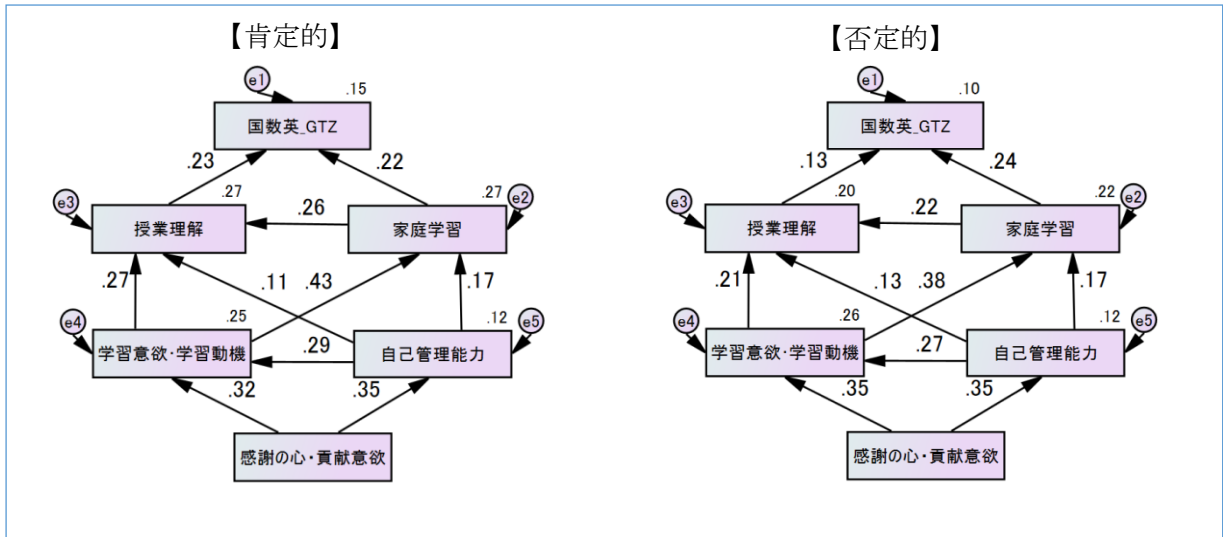 【肯定的】
e1
.15
国数英_GTZ
.23
.22
e3
.27
.27
e2
授業理解
.26
家庭学習
.27
.11
.43
.17
e4
.25
.12
e5
学習意欲・学習動機
.29
自己管理能力
.32
.35
感謝の心・貢献意欲
【否定的】
e1
.10
国数英_GTZ
.13
.24
e3
.20
.22
e2
授業理解
.22
家庭学習
.21
.13
.38
.17
e4
.26
.12
e5
学習意欲・学習動機
.27
自己管理能力
.35
.35
感謝の心・貢献意欲